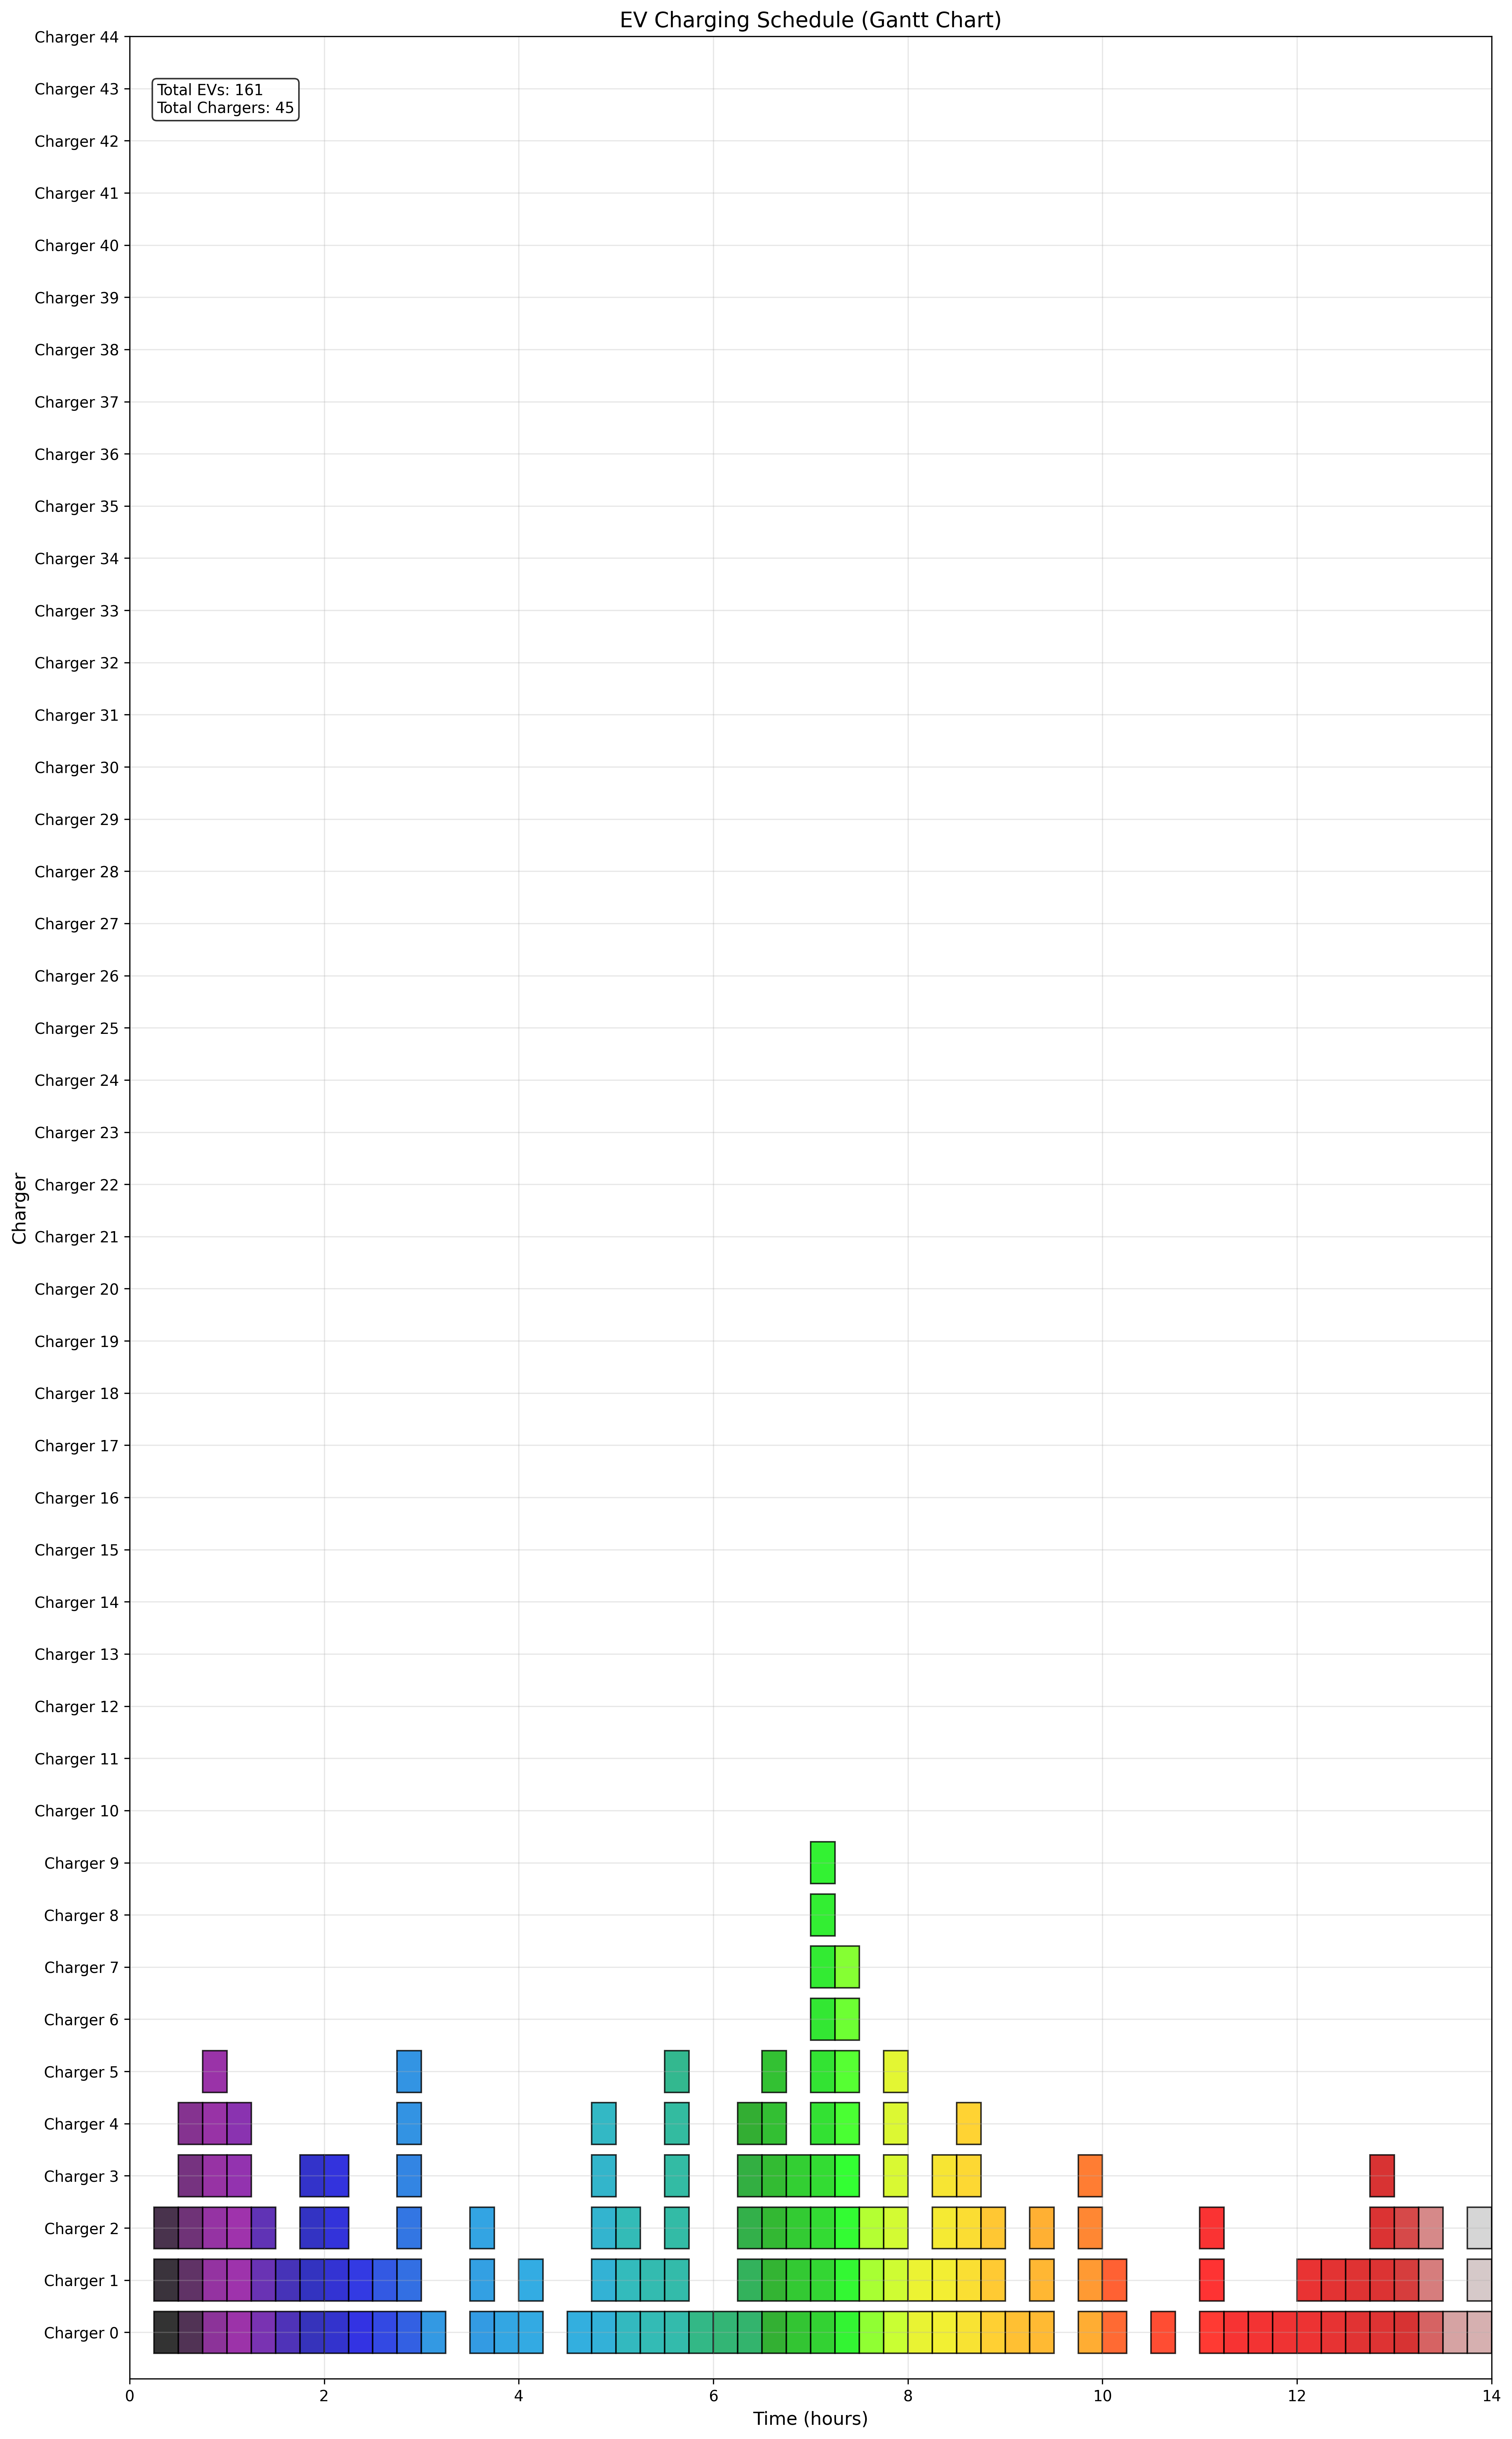 EV Charging Schedule (Gantt Chart)
Charger 44
Total EVs: 161
Total Chargers: 45
Charger 43
Charger 42
Charger 41
Charger 40
Charger 39
Charger 38
Charger 37
Charger 36
Charger 35
Charger 34
Charger 33
Charger 32
Charger 31
Charger 30
Charger 29
Charger 28
Charger 27
Charger 26
Charger 25
Charger 24
Charger 23
Charger 22
Charger 21
Charger 20
Charger 19
Charger 18
Charger 17
Charger 16
Charger 15
Charger 14
Charger 13
Charger 12
Charger 11
Charger 10
Charger 9
Charger 8
Charger 7
Charger 6
Charger 5
Charger 4
Charger 3
Charger 2
Charger 1
Charger 0
Charger
0 2 4 6 8 10 12 14
Time (hours)